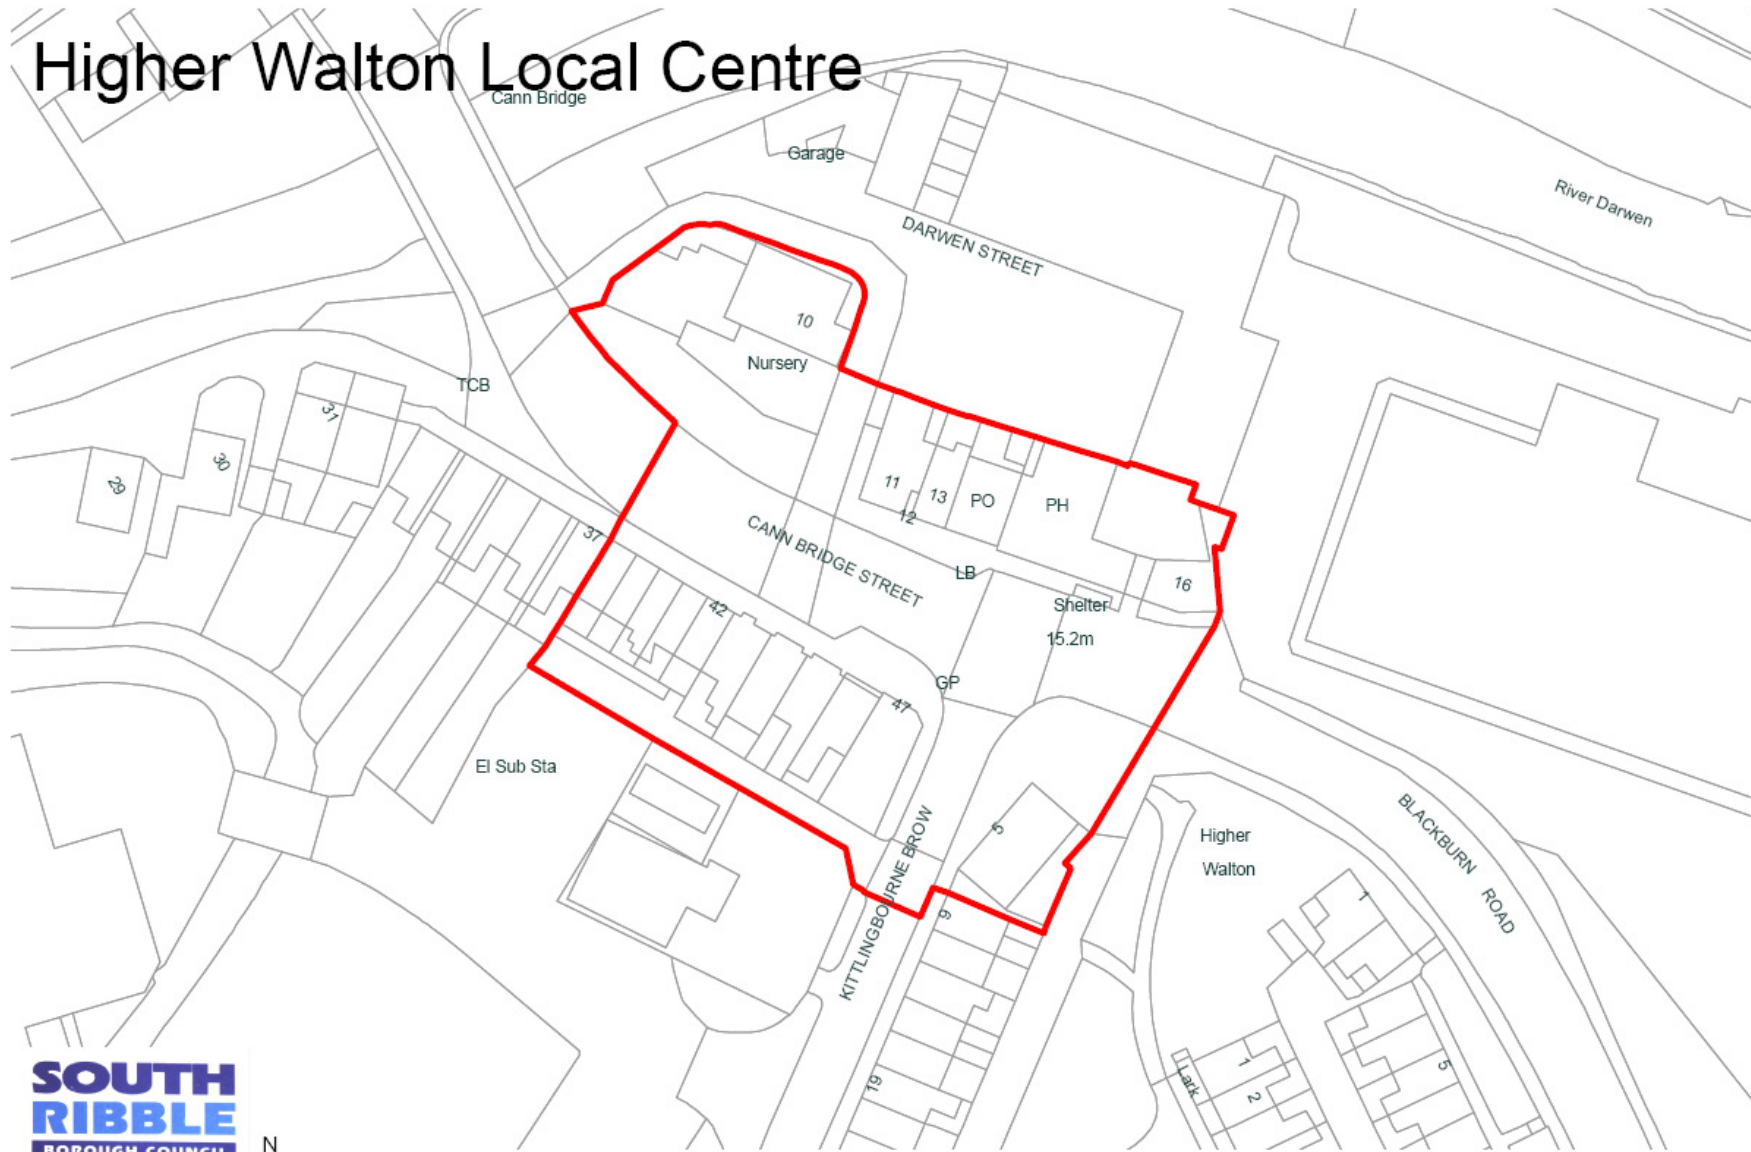 Higher Walton Local Centre
Cann Bridge
Garage
River Darwen
DARWEN STREET
10
Nursery
TCB
31
30
29
11
13
12
PO
PH
37
CANN BRIDGE STREET
LB
16
Shelter
15.2m
42
GP
47
El Sub Sta
5
KITTLINGBOURNE BROW
Higher
Walton
BLACKBURN ROAD
1
9
19
Lark
1
2
5
SOUTH
RIBBLE
BOROUGH COUNCIL
N